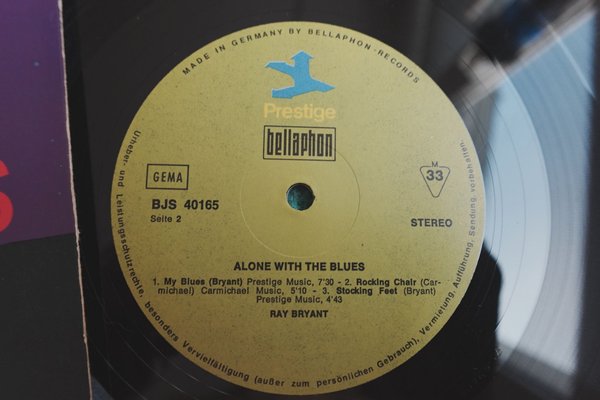 MADE IN GERMANY BY BELLAPHON-RECORDS
Prestige
bellaphon
GEMA
BJS 40165
Seite 2
M
33
STEREO
ALONE WITH THE BLUES
1. My Blues (Bryant) Prestige Music, 7'30 - 2. Rocking Chair (Car-
michael) Carmichael Music, 5'10 - 3. Stocking Feet (Bryant)
Prestige Music, 4'43
RAY BRYANT
Urheber- und Leistungsschutzrechte, besonders Vervielfältigung (außer zum persönlichen Gebrauch), Vermietung, Aufführung, Sendung, vorbehalten.
S